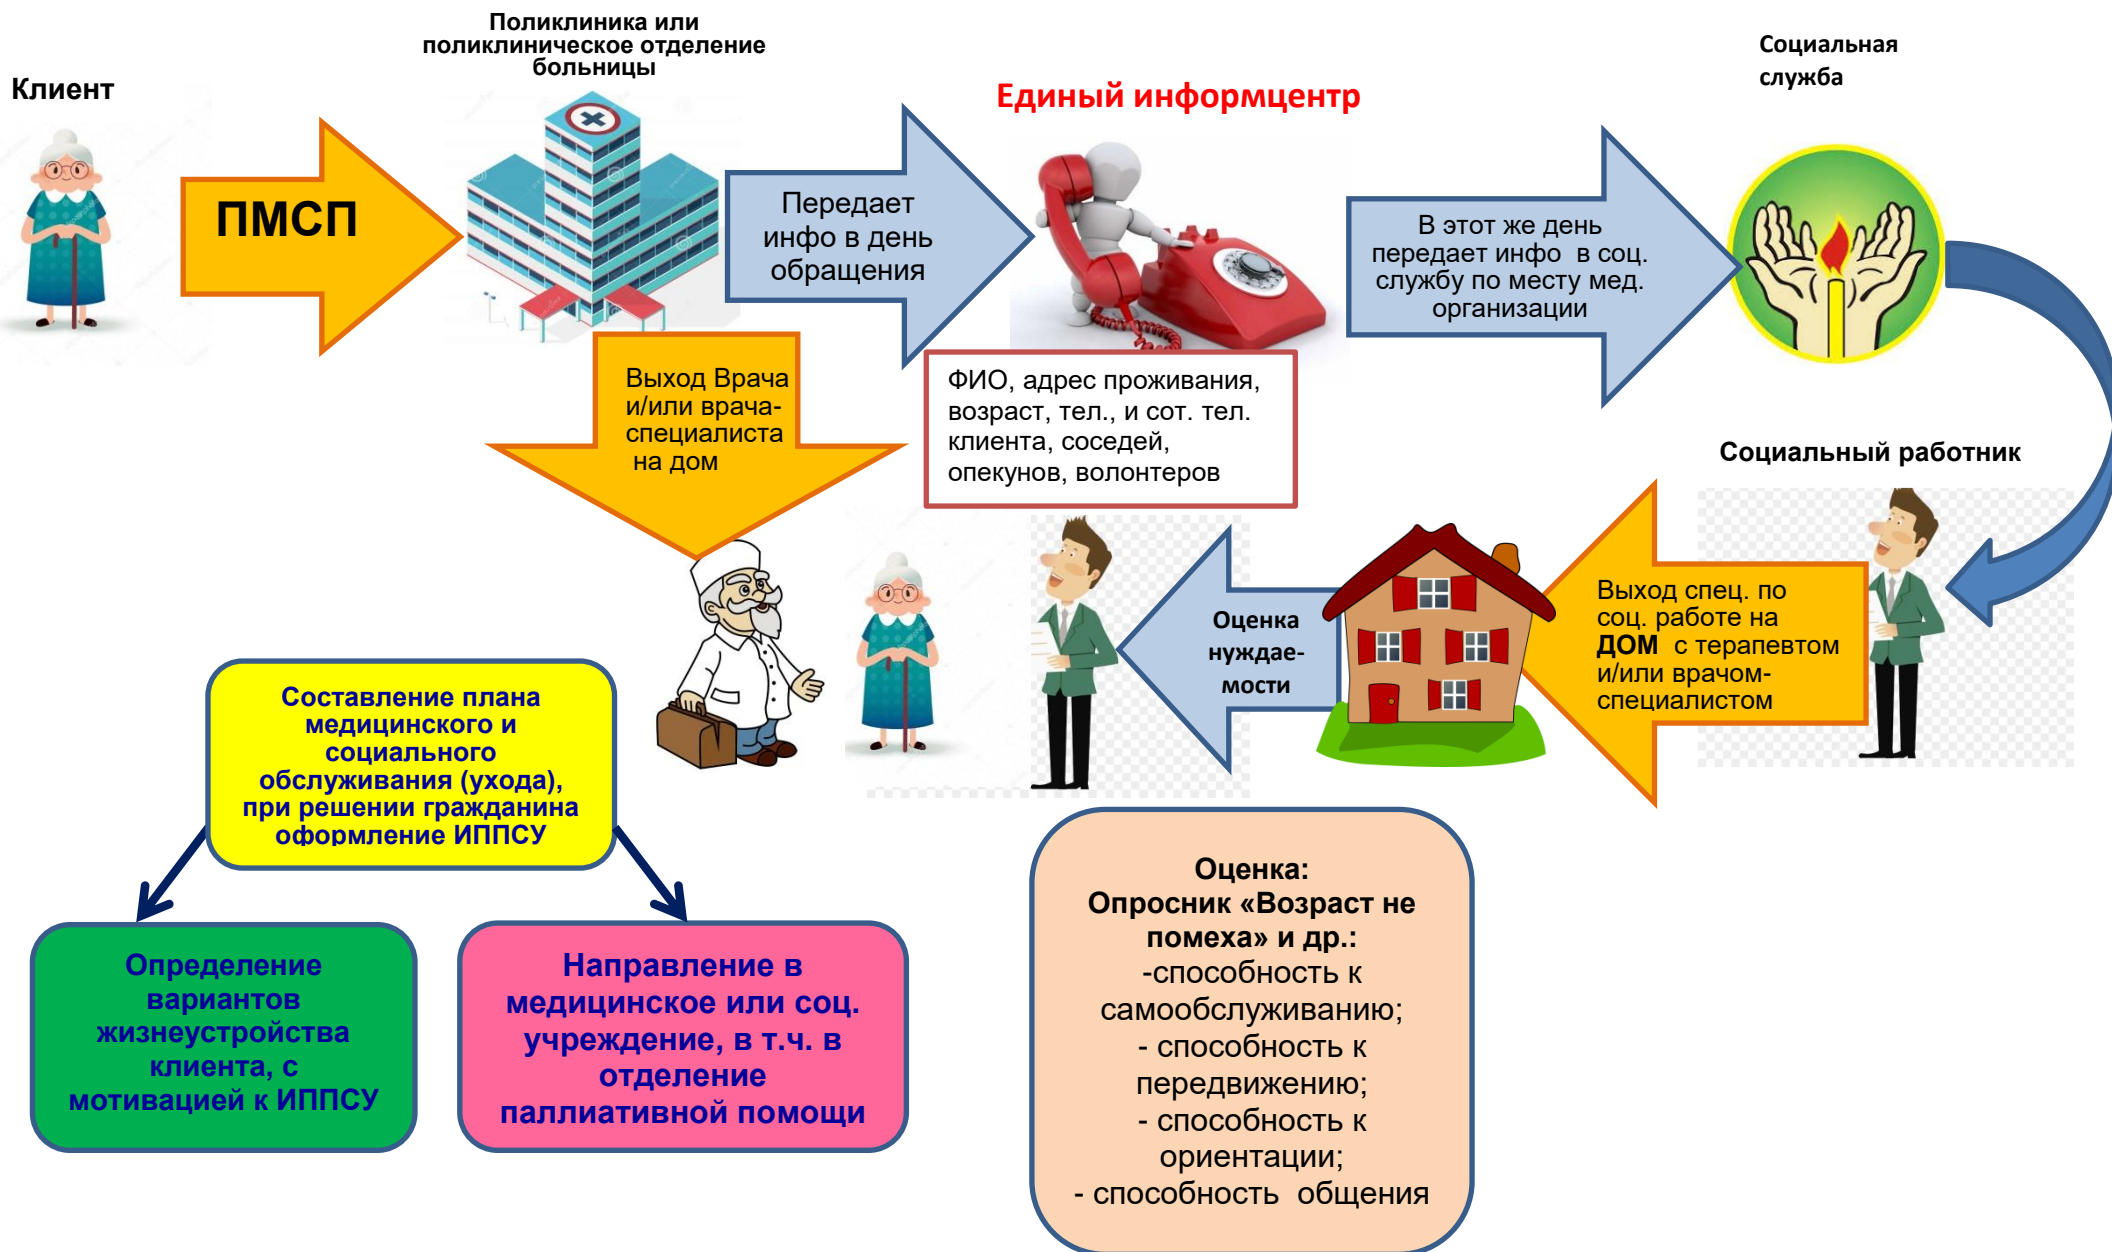 Поликлиника или
поликлиническое отделение
больницы
Клиент
Единый информцентр
Социальная
служба
ПМСП
Передает
инфо в день
обращения
В этот же день
передает инфо  в соц.
службу по месту мед.
организации
Выход Врача
и/или врача-
специалиста
на дом
ФИО, адрес проживания,
возраст, тел., и сот. тел.
клиента, соседей,
опекунов, волонтеров
Социальный работник
Выход спец. по
соц. работе на
ДОМ  с терапевтом
и/или врачом-
специалистом
Оценка
нуждае-
мости
Составление плана
медицинского и
социального
обслуживания (ухода),
при решении гражданина
оформление ИППСУ
Определение
вариантов
жизнеустройства
клиента, с
мотивацией к ИППСУ
Направление в
медицинское или соц.
учреждение, в т.ч. в
отделение
паллиативной помощи
Оценка:
Опросник «Возраст не
помеха» и др.:
-способность к
самообслуживанию;
- способность к
передвижению;
- способность к
ориентации;
- способность  общения